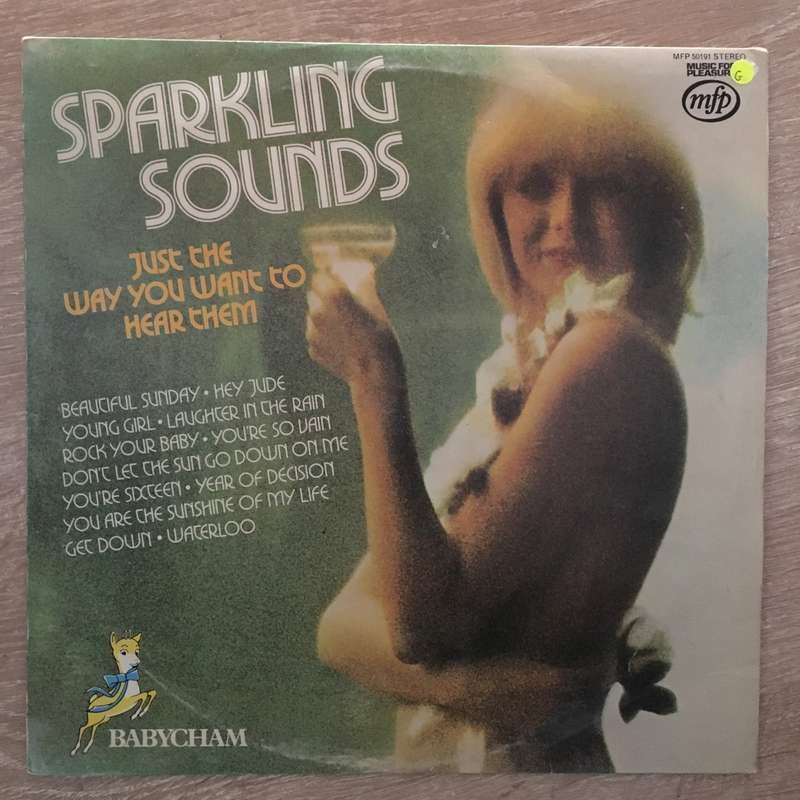 MFP 50191 STEREO
MUSIC FOR
PLEASURE
mfp
G
SPARKLING
SOUNDS
JUST THE
WAY YOU WANT TO
HEAR THEM
BEAUTIFUL SUNDAY • HEY JUDE
YOUNG GIRL • LAUGHTER IN THE RAIN
ROCK YOUR BABY • YOU'RE SO VAIN
DON'T LET THE SUN GO DOWN ON ME
YOU'RE SIXTEEN • YEAR OF DECISION
YOU ARE THE SUNSHINE OF MY LIFE
GET DOWN • WATERLOO
BABYCHAM